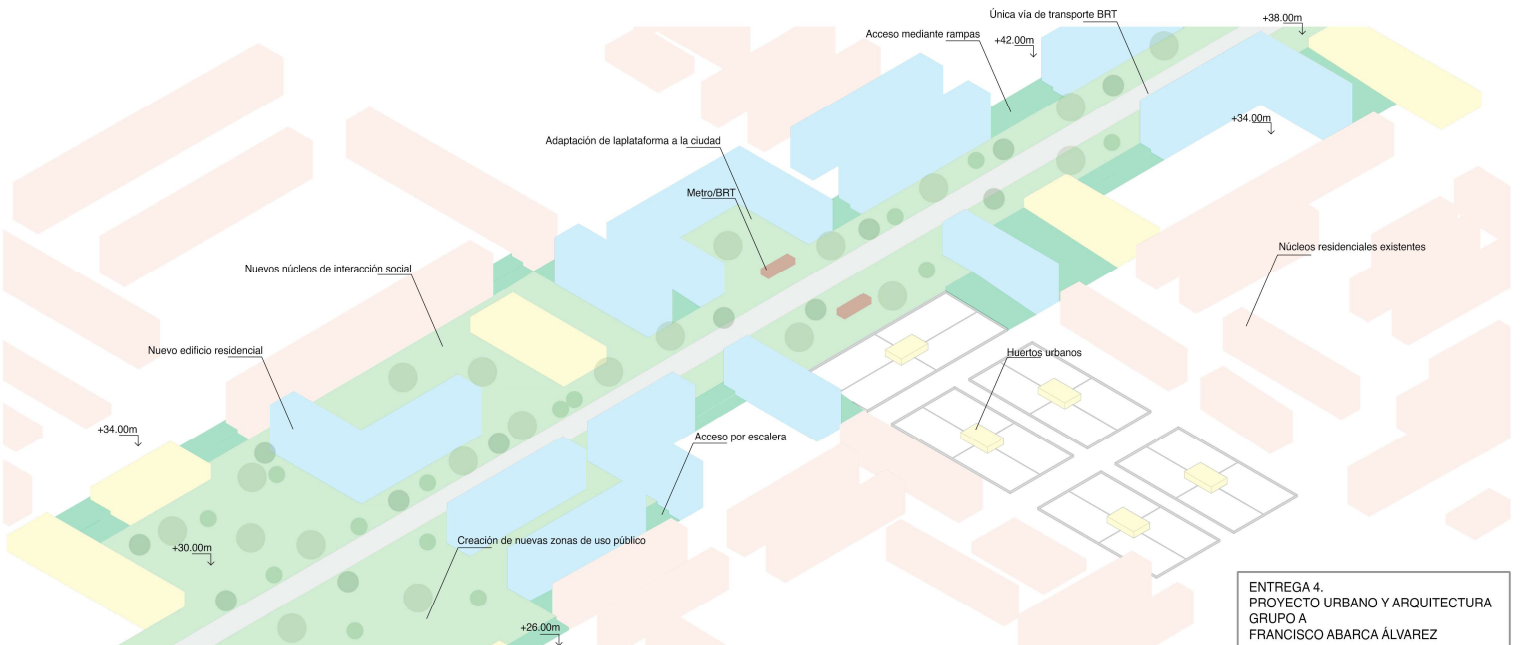 Única vía de transporte BRT
+38.00m
Acceso mediante rampas
+42.00m
+34.00m
Adaptación de laplataforma a la ciudad
Metro/BRT
Núcleos residenciales existentes
Nuevos núcleos de interacción social
Nuevo edificio residencial
Huertos urbanos
+34.00m
Acceso por escalera
Creación de nuevas zonas de uso público
+30.00m
+26.00m
ENTREGA 4.
PROYECTO URBANO Y ARQUITECTURA
GRUPO A
FRANCISCO ABARCA ÁLVAREZ